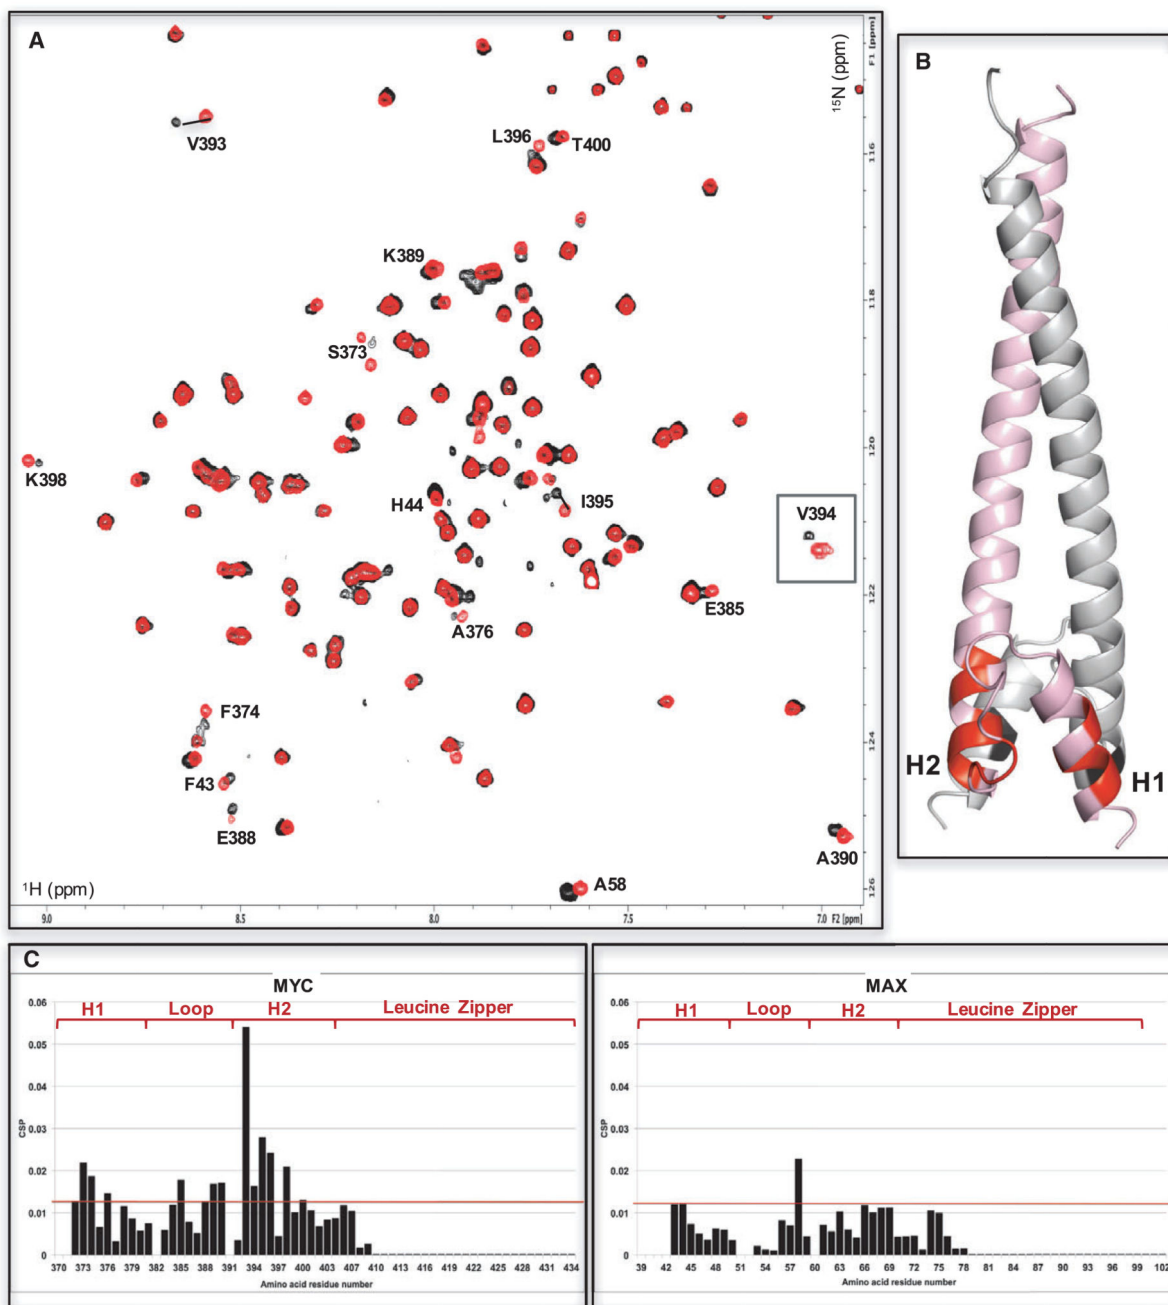 A
F1 [ppm]
15N (ppm)
V393
L396
T400
116
K389
118
S373
120
K398
H44
I395
V394
122
E385
A376
F374
124
F43
E388
A390
1H (ppm)
A58
126
9.0 8.5 8.0 7.5 7.0 F2 [ppm]
B
H2
H1
C
MYC
H1 Loop H2 Leucine Zipper
0.06
0.05
0.04
0.03
0.02
0.01
0
CSP
370 373 376 379 382 385 388 391 394 397 400 403 406 407 410 413 416 419 422 425 428 431 434
Amino acid residue number
MAX
H1 Loop H2 Leucine Zipper
0.06
0.05
0.04
0.03
0.02
0.01
0
CSP
39 42 45 48 51 54 57 60 63 66 69 72 75 78 81 84 87 90 93 96 99 102
Amino acid residue number